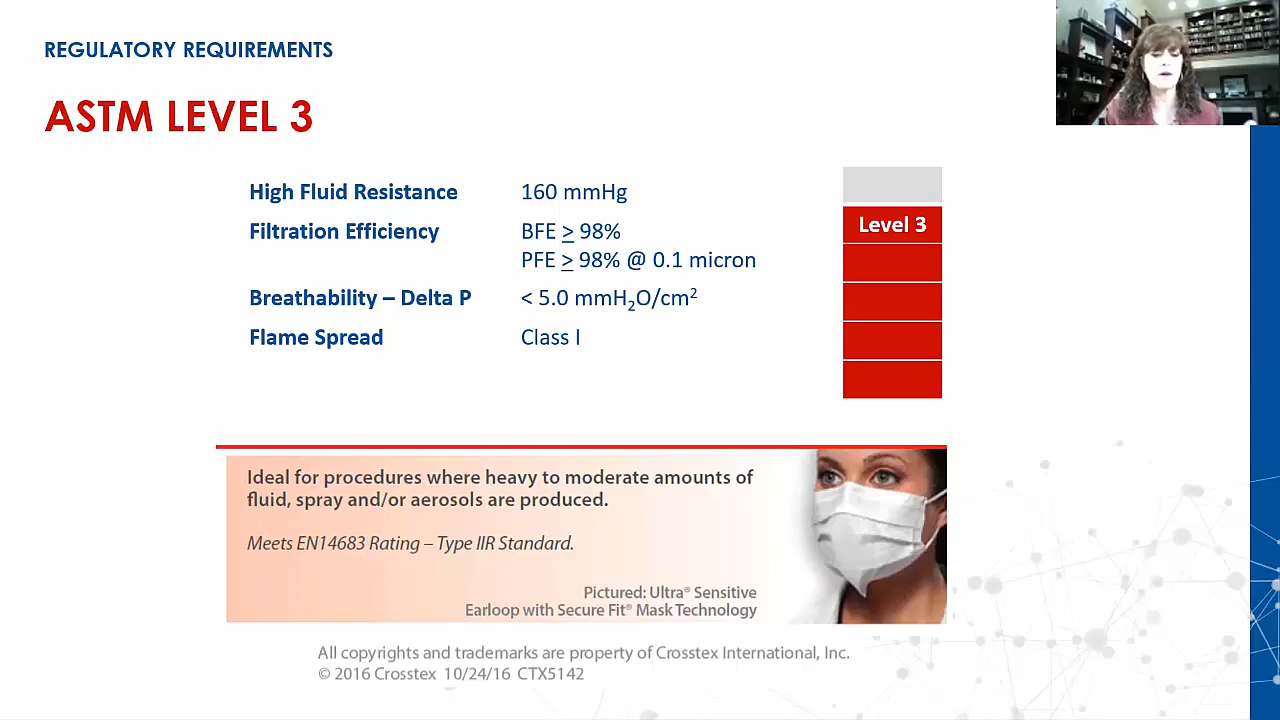 REGULATORY REQUIREMENTS
ASTM LEVEL 3
High Fluid Resistance 160 mmHg
Filtration Efficiency BFE ≥ 98%
PFE ≥ 98% @ 0.1 micron
Breathability – Delta P < 5.0 mmH₂O/cm²
Flame Spread Class I
Level 3
Ideal for procedures where heavy to moderate amounts of
fluid, spray and/or aerosols are produced.
Meets EN14683 Rating – Type IIR Standard.
Pictured: Ultra® Sensitive
Earloop with Secure Fit® Mask Technology
All copyrights and trademarks are property of Crosstex International, Inc.
© 2016 Crosstex 10/24/16 CTX5142